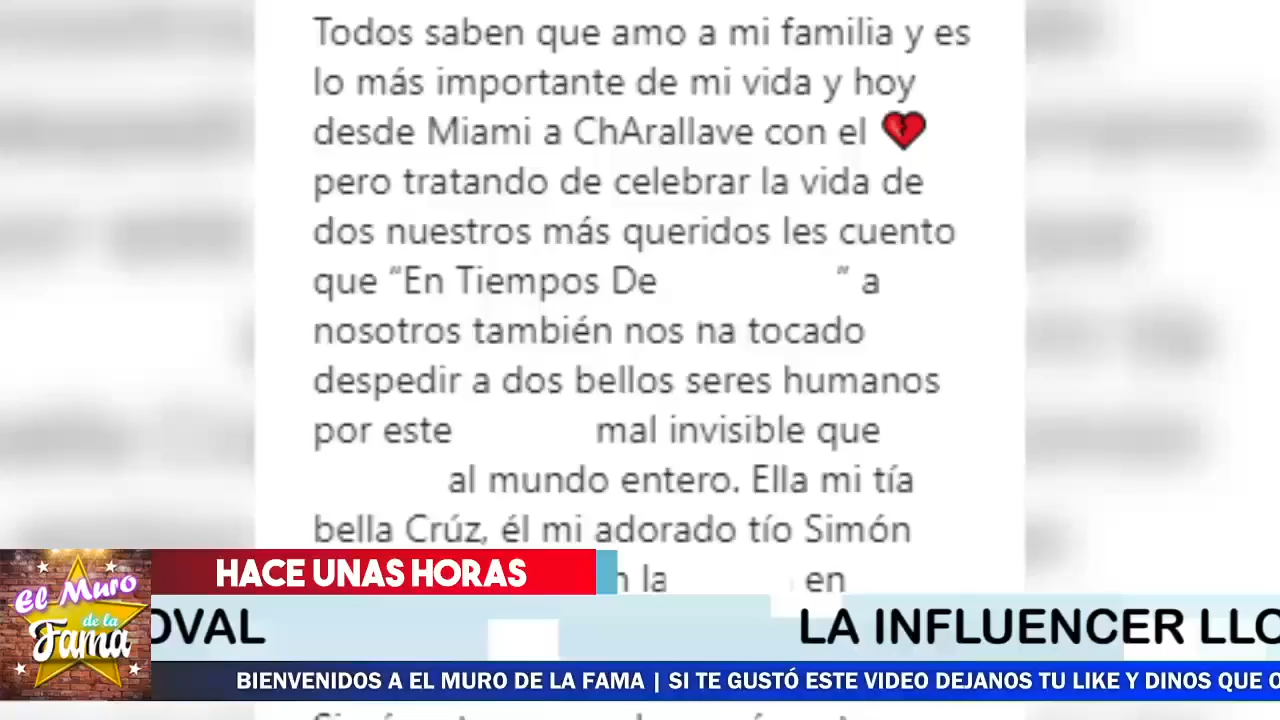 Todos saben que amo a mi familia y es
lo más importante de mi vida y hoy
desde Miami a ChArallave con el 💔
pero tratando de celebrar la vida de
dos nuestros más queridos les cuento
que “En Tiempos De ” a
nosotros también nos na tocado
despedir a dos bellos seres humanos
por este mal invisible que
al mundo entero. Ella mi tía
bella Crúz, él mi adorado tío Simón
la en
HACE UNAS HORAS
El Muro
de la
Fama
OVAL LA INFLUENCER LLO
BIENVENIDOS A EL MURO DE LA FAMA | SI TE GUSTÓ ESTE VIDEO DEJANOS TU LIKE Y DINOS QUE